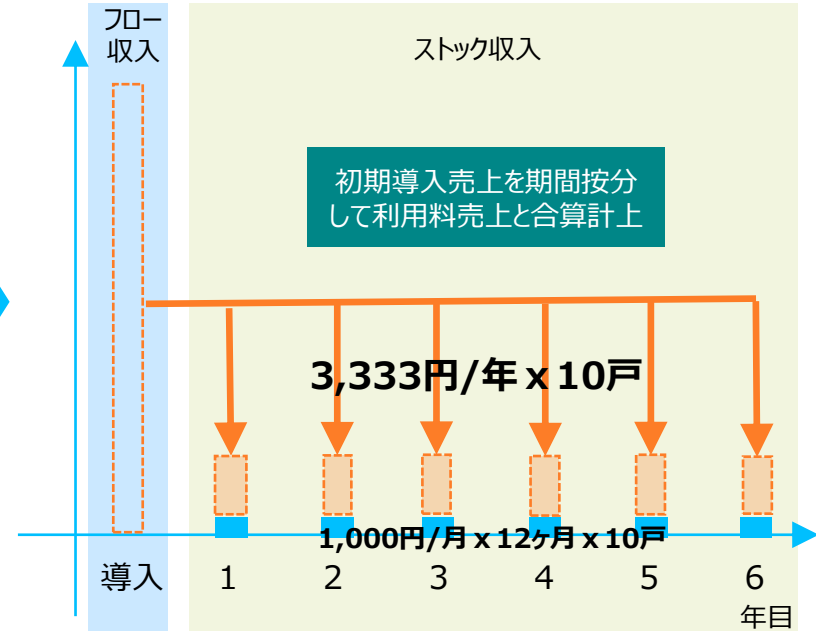 フロー
収入
ストック収入
初期導入売上を期間按分
して利用料売上と合算計上
3,333円/年 x 10戸
1,000円/月 x 12ヶ月 x 10戸
導入 1 2 3 4 5 6
年目